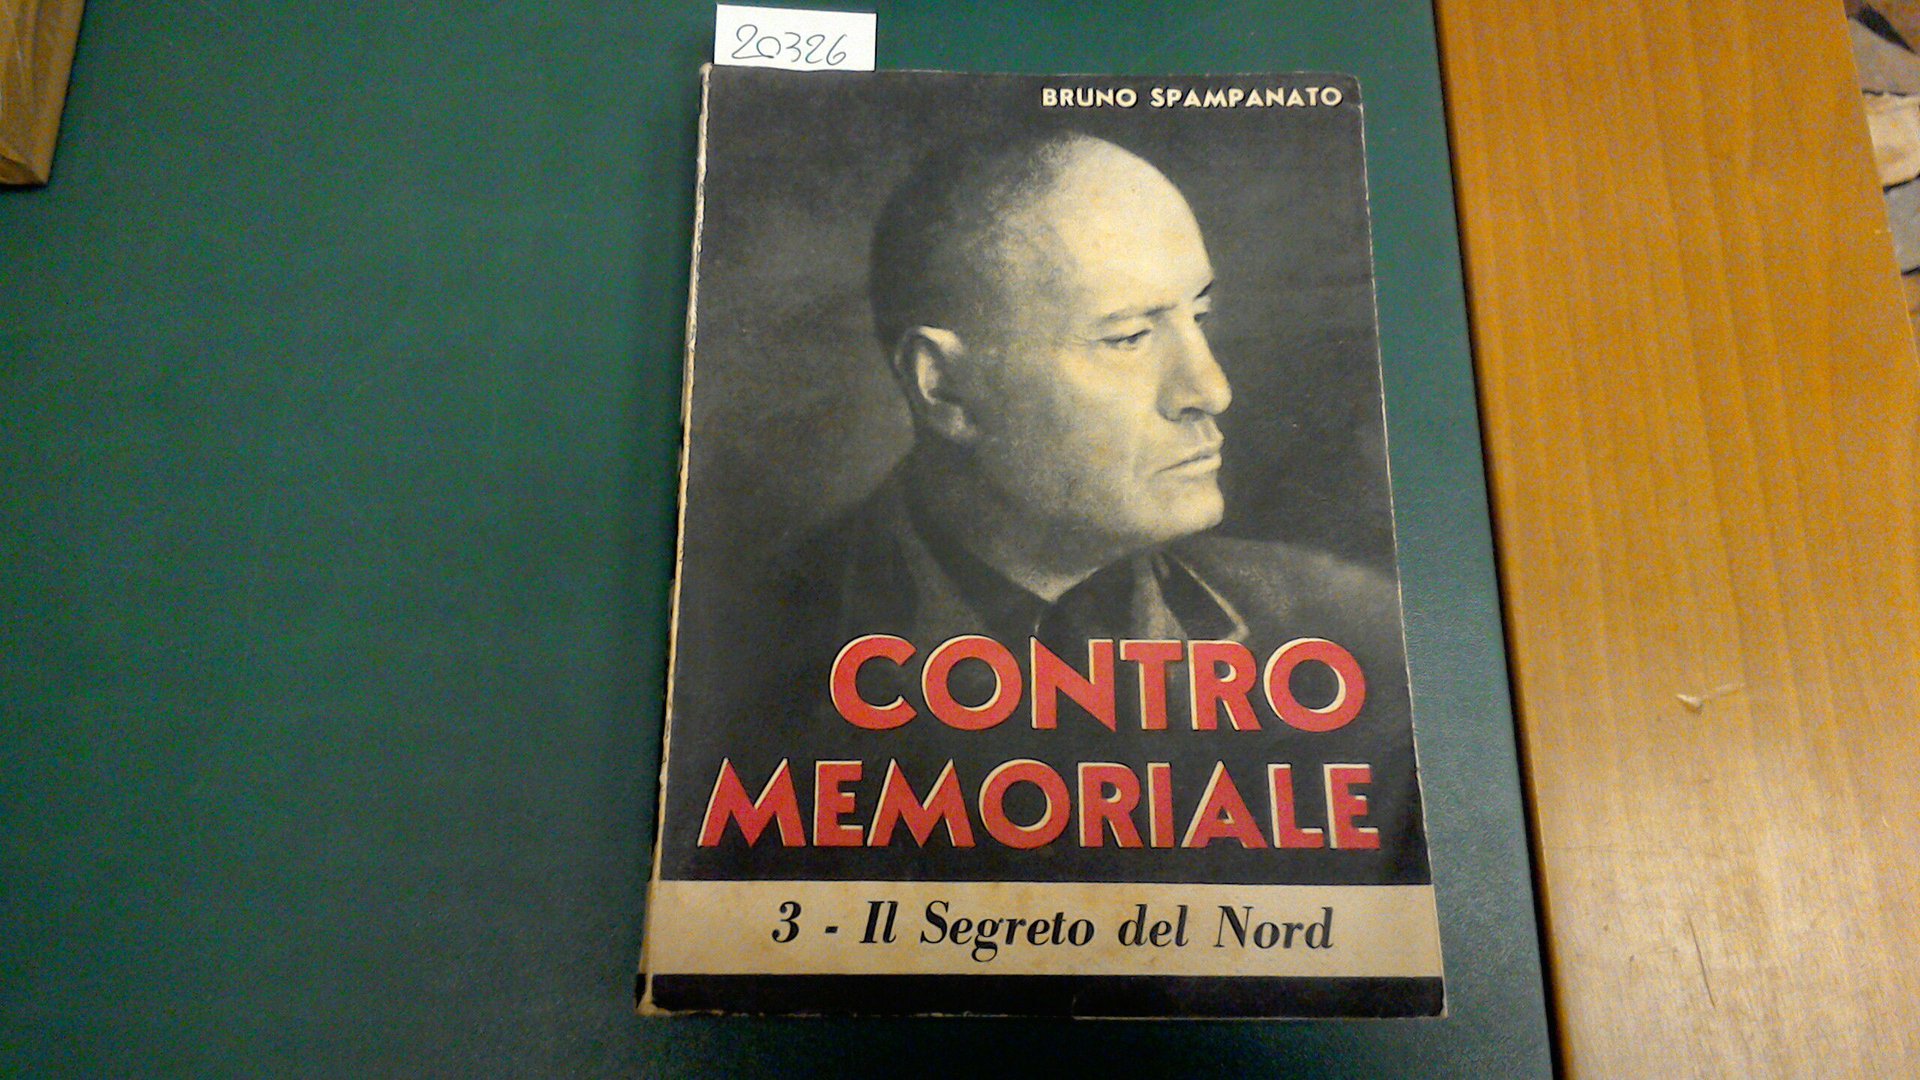 20326
BRUNO SPAMPANATO
CONTRO
MEMORIALE
3 - Il Segreto del Nord